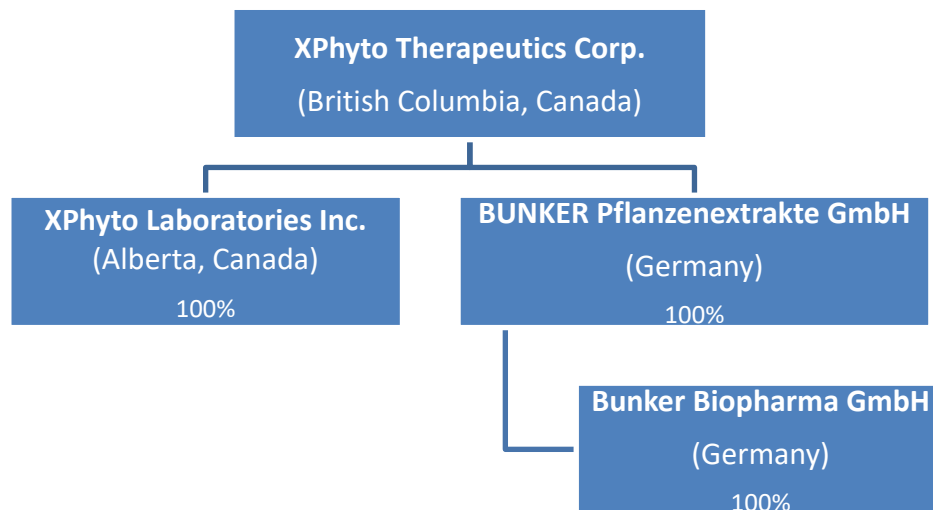 XPhyto Therapeutics Corp.
(British Columbia, Canada)
XPhyto Laboratories Inc.
(Alberta, Canada)
100%
BUNKER Pflanzenextrakte GmbH
(Germany)
100%
Bunker Biopharma GmbH
(Germany)
100%